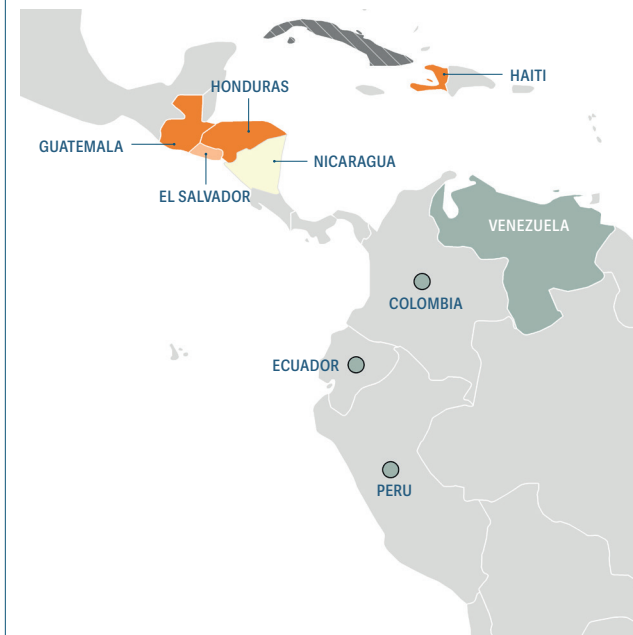 HAITI
HONDURAS
GUATEMALA
NICARAGUA
EL SALVADOR
VENEZUELA
COLOMBIA
ECUADOR
PERU